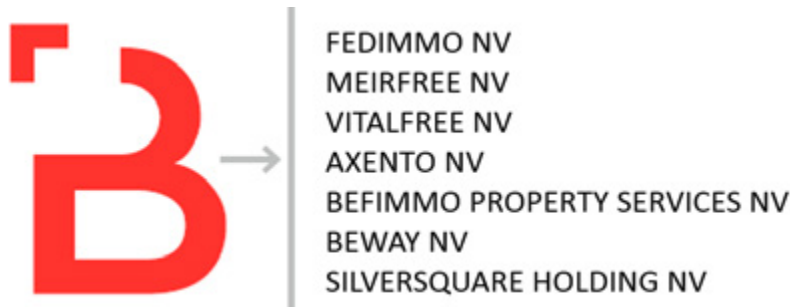 B
FEDIMMO NV
MEIRFREE NV
VITALFREE NV
AXENTO NV
BEFIMMO PROPERTY SERVICES NV
BEWAY NV
SILVERSQUARE HOLDING NV